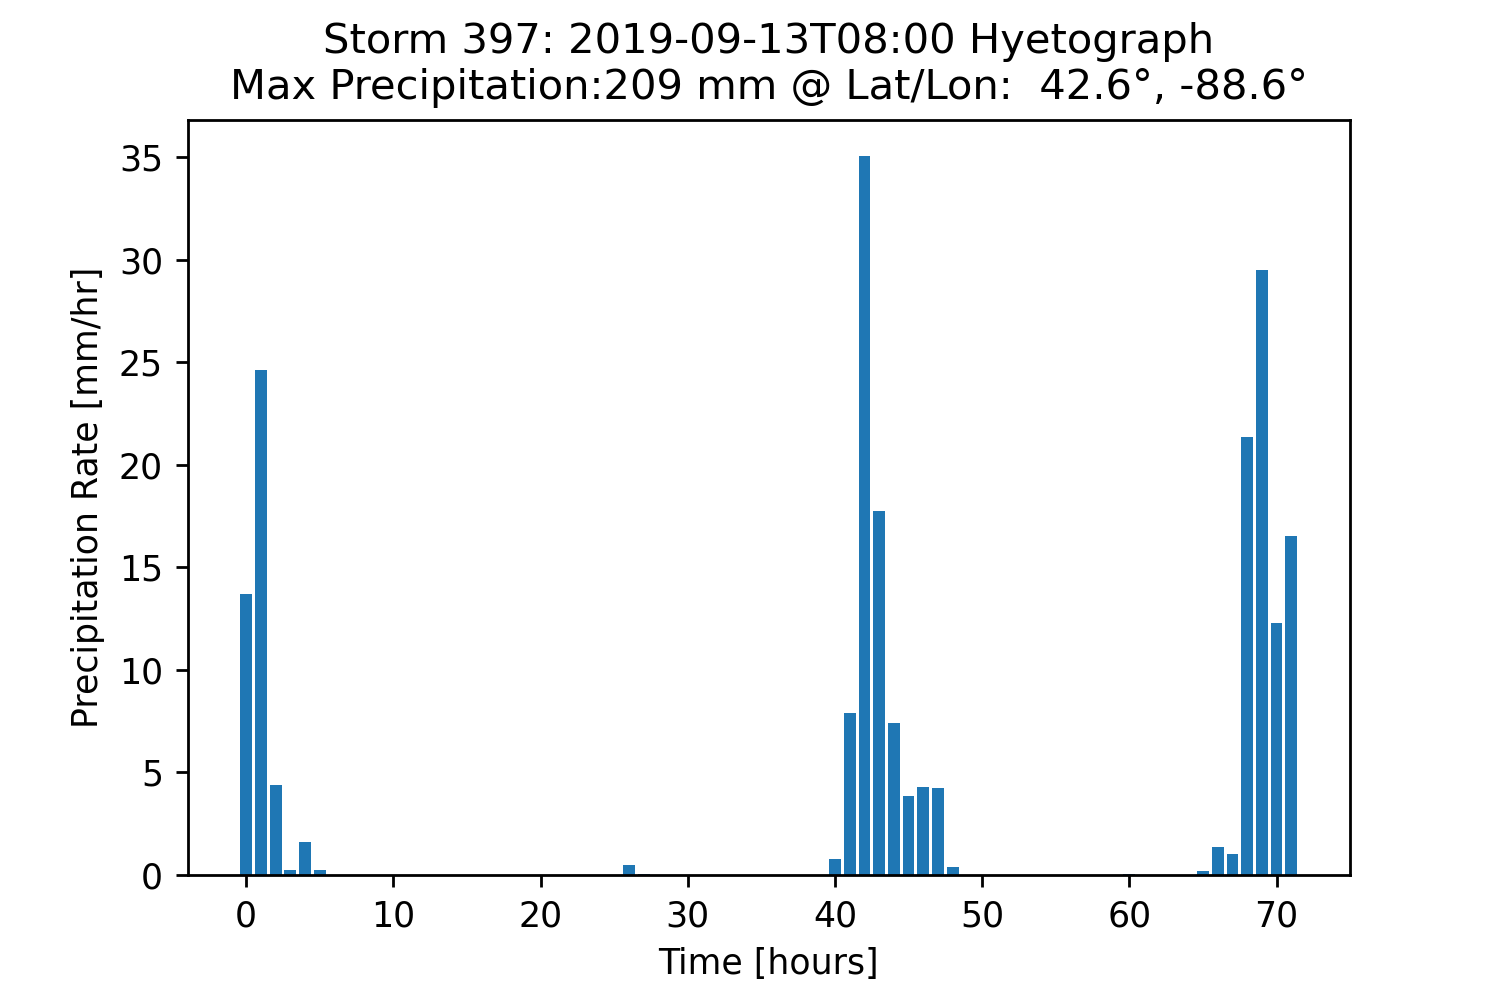 Storm 397: 2019-09-13T08:00 Hyetograph
Max Precipitation:209 mm @ Lat/Lon:  42.6°, -88.6°
Precipitation Rate [mm/hr]
35
30
25
20
15
10
5
0
0 10 20 30 40 50 60 70
Time [hours]